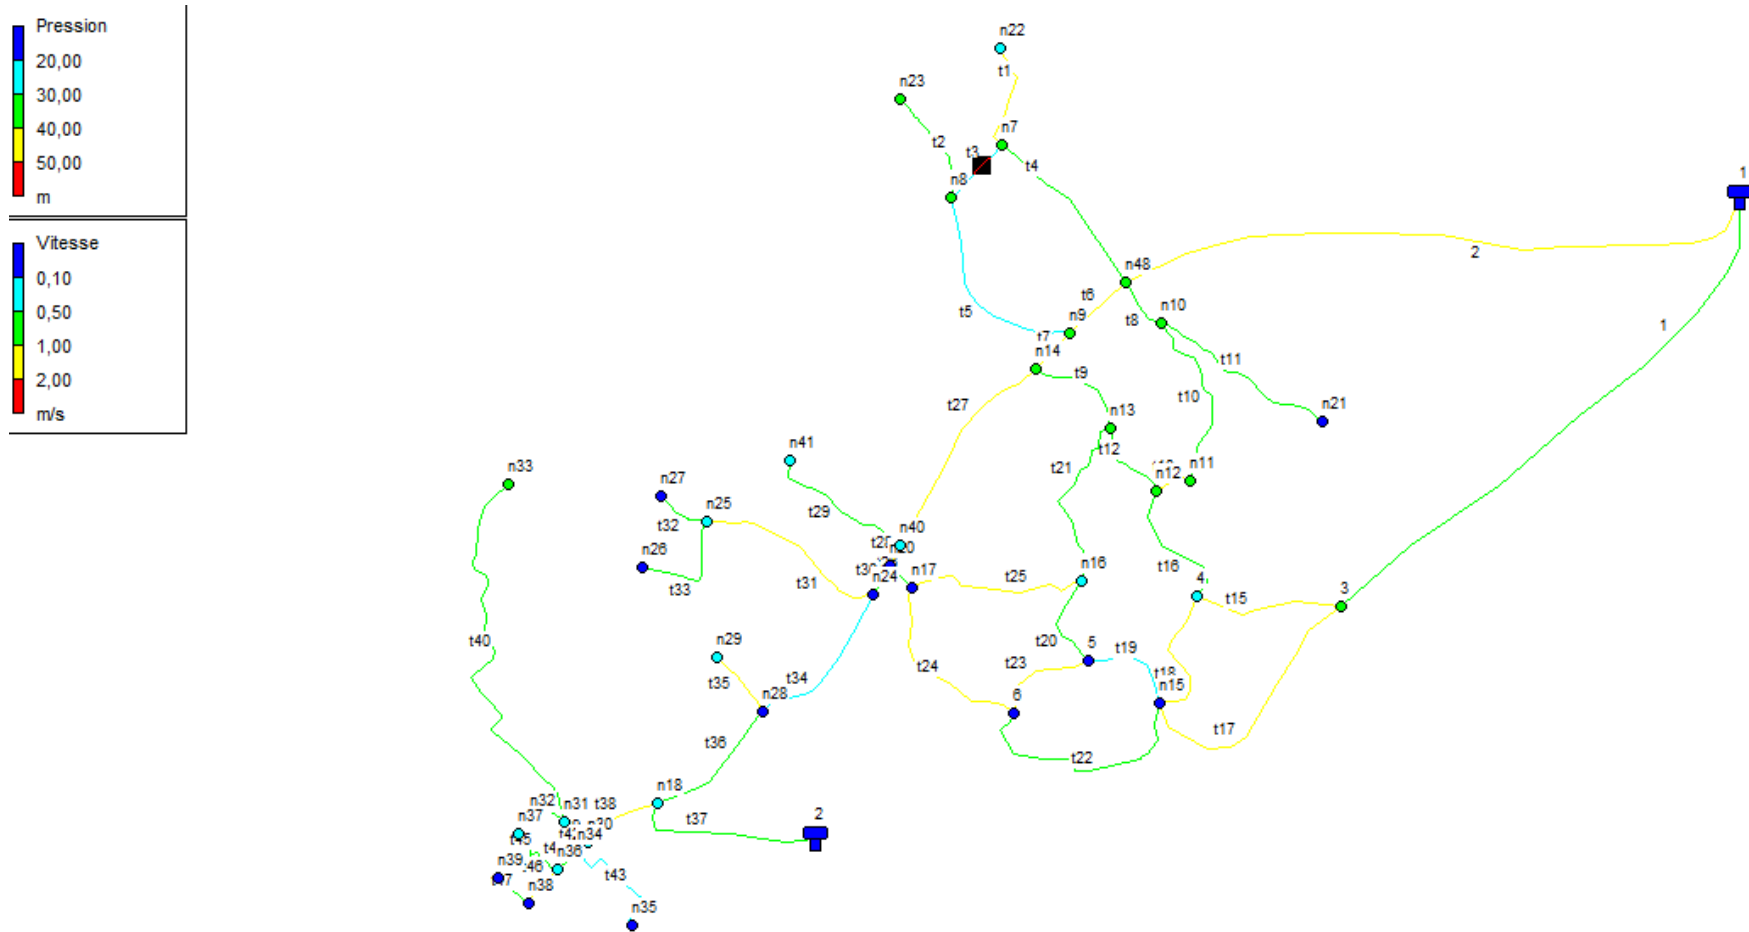 Pression
20,00
30,00
40,00
50,00
m
Vitesse
0,10
0,50
1,00
2,00
m/s
n22
t1
n23
n7
t2
t3
t4
n8
1
n48
2
t6
n10
t5
n9
t8
1
n14
t11
t9
t10
t27
n21
n13
n41
t12
n33
n11
t21
n12
n27
n25
t29
t32
n40
n26
n17
n16
t16
t31
n24
t25
4
3
t33
t15
t40
n29
t20
5
t19
t24
t23
t34
t35
n15
n28
6
t17
t36
t22
n18
n32
n31
t38
n37
t37
2
n34
n36
n39
t43
n38
n35